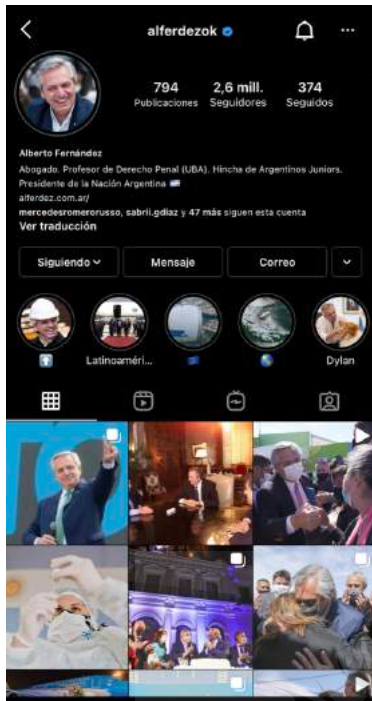 alferdezok
794 2,6 mill. 374
Publicaciones Seguidores Seguidos
Alberto Fernández
Abogado. Profesor de Derecho Penal (UBA). Hincha de Argentinos Juniors.
Presidente de la Nación Argentina 🇦🇷
alferdez.com.ar/
mercedesromerorusso, sabrii.gdiaz y 47 más siguen esta cuenta
Ver traducción
Siguiendo Mensaje Correo
Latinoaméri... Dylan